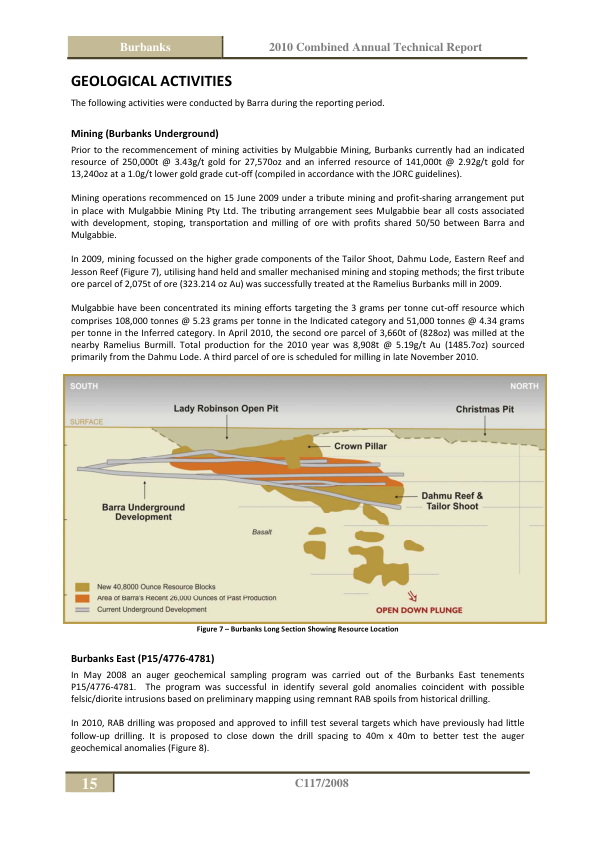 Burbanks
2010 Combined Annual Technical Report
GEOLOGICAL ACTIVITIES
The following activities were conducted by Barra during the reporting period.
Mining (Burbanks Underground)
Prior to the recommencement of mining activities by Mulgabbie Mining, Burbanks currently had an indicated
resource of 250,000t @ 3.43g/t gold for 27,570oz and an inferred resource of 141,000t @ 2.92g/t gold for
13,240oz at a 1.0g/t lower gold grade cut-off (compiled in accordance with the JORC guidelines).
Mining operations recommenced on 15 June 2009 under a tribute mining and profit-sharing arrangement put
in place with Mulgabbie Mining Pty Ltd. The tributing arrangement sees Mulgabbie bear all costs associated
with development, stoping, transportation and milling of ore with profits shared 50/50 between Barra and
Mulgabbie.
In 2009, mining focussed on the higher grade components of the Tailor Shoot, Dahmu Lode, Eastern Reef and
Jesson Reef (Figure 7), utilising hand held and smaller mechanised mining and stoping methods; the first tribute
ore parcel of 2,075t of ore (323.214 oz Au) was successfully treated at the Ramelius Burbanks mill in 2009.
Mulgabbie have been concentrated its mining efforts targeting the 3 grams per tonne cut-off resource which
comprises 108,000 tonnes @ 5.23 grams per tonne in the Indicated category and 51,000 tonnes @ 4.34 grams
per tonne in the Inferred category. In April 2010, the second ore parcel of 3,660t of (828oz) was milled at the
nearby Ramelius Burmill. Total production for the 2010 year was 8,908t @ 5.19g/t Au (1485.7oz) sourced
primarily from the Dahmu Lode. A third parcel of ore is scheduled for milling in late November 2010.
SOUTH
NORTH
Lady Robinson Open Pit
Christmas Pit
SURFACE
Crown Pillar
Barra Underground
Development
Dahmu Reef &
Tailor Shoot
Basalt
New 40,8000 Ounce Resource Blocks
Area of Barra's Recent 26,000 Ounces of Past Production
Current Underground Development
OPEN DOWN PLUNGE
Figure 7 – Burbanks Long Section Showing Resource Location
Burbanks East (P15/4776-4781)
In May 2008 an auger geochemical sampling program was carried out of the Burbanks East tenements
P15/4776-4781. The program was successful in identify several gold anomalies coincident with possible
felsic/diorite intrusions based on preliminary mapping using remnant RAB spoils from historical drilling.
In 2010, RAB drilling was proposed and approved to infill test several targets which have previously had little
follow-up drilling. It is proposed to close down the drill spacing to 40m x 40m to better test the auger
geochemical anomalies (Figure 8).
15
C117/2008